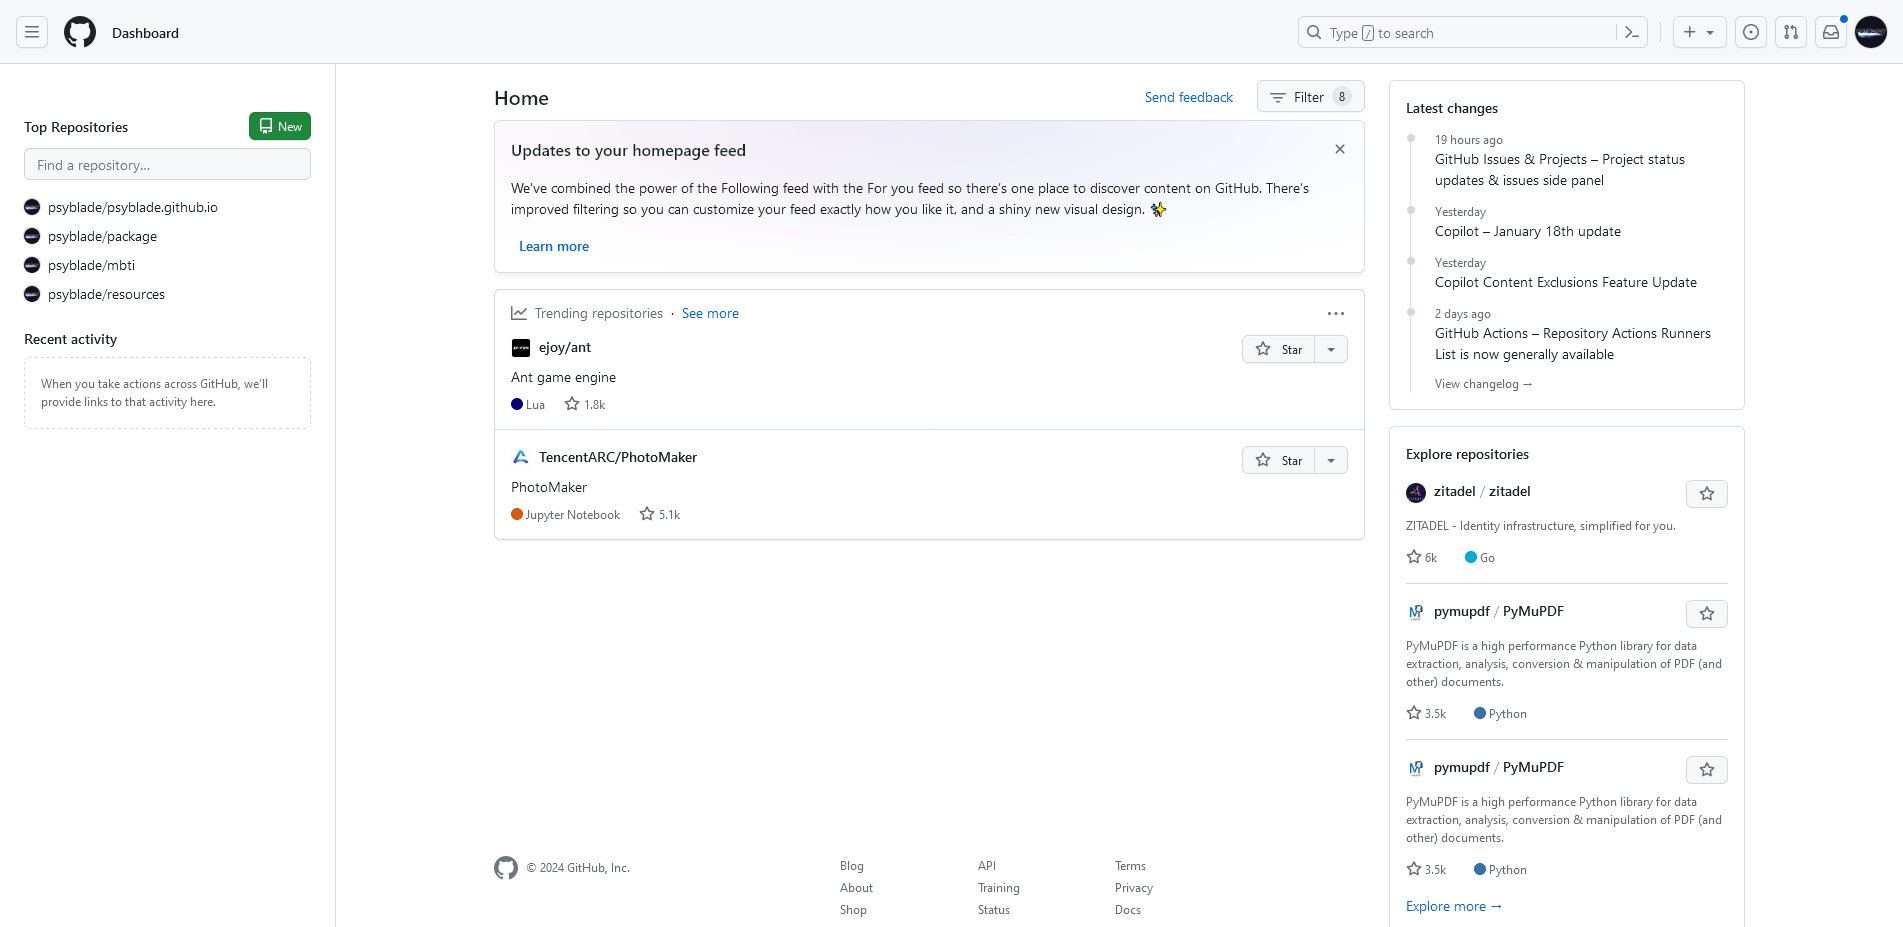 Dashboard
Type / to search
Top Repositories
New
Find a repository...
psyblade/psyblade.github.io
psyblade/package
psyblade/mbti
psyblade/resources
Recent activity
When you take actions across GitHub, we'll
provide links to that activity here.
Home
Send feedback
Filter 8
Updates to your homepage feed
We've combined the power of the Following feed with the For you feed so there's one place to discover content on GitHub. There's
improved filtering so you can customize your feed exactly how you like it, and a shiny new visual design. ✨
Learn more
Trending repositories · See more
ejoy/ant
Star
Ant game engine
Lua 1.8k
TencentARC/PhotoMaker
Star
PhotoMaker
Jupyter Notebook 5.1k
© 2024 GitHub, Inc.
Blog
About
Shop
API
Training
Status
Terms
Privacy
Docs
Latest changes
19 hours ago
GitHub Issues & Projects – Project status
updates & issues side panel
Yesterday
Copilot – January 18th update
Yesterday
Copilot Content Exclusions Feature Update
2 days ago
GitHub Actions – Repository Actions Runners
List is now generally available
View changelog →
Explore repositories
zitadel / zitadel
ZITADEL - Identity infrastructure, simplified for you.
6k Go
pymupdf / PyMuPDF
PyMuPDF is a high performance Python library for data
extraction, analysis, conversion & manipulation of PDF (and
other) documents.
3.5k Python
pymupdf / PyMuPDF
PyMuPDF is a high performance Python library for data
extraction, analysis, conversion & manipulation of PDF (and
other) documents.
3.5k Python
Explore more →